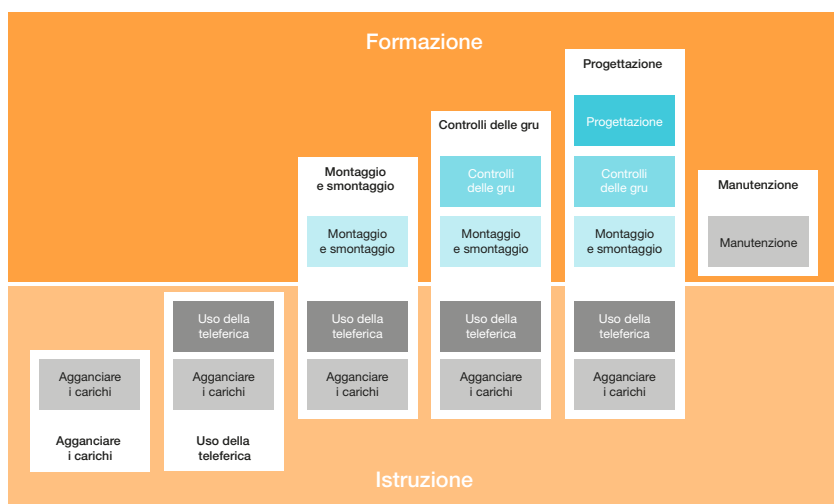 Formazione
Progettazione
Progettazione
Controlli
delle gru
Montaggio
e smontaggio
Uso della
teleferica
Agganciare
i carichi
Controlli delle gru
Controlli
delle gru
Montaggio
e smontaggio
Uso della
teleferica
Agganciare
i carichi
Montaggio
e smontaggio
Montaggio
e smontaggio
Uso della
teleferica
Agganciare
i carichi
Manutenzione
Manutenzione
Uso della
teleferica
Agganciare
i carichi
Uso della
teleferica
Agganciare
i carichi
Agganciare
i carichi
Istruzione